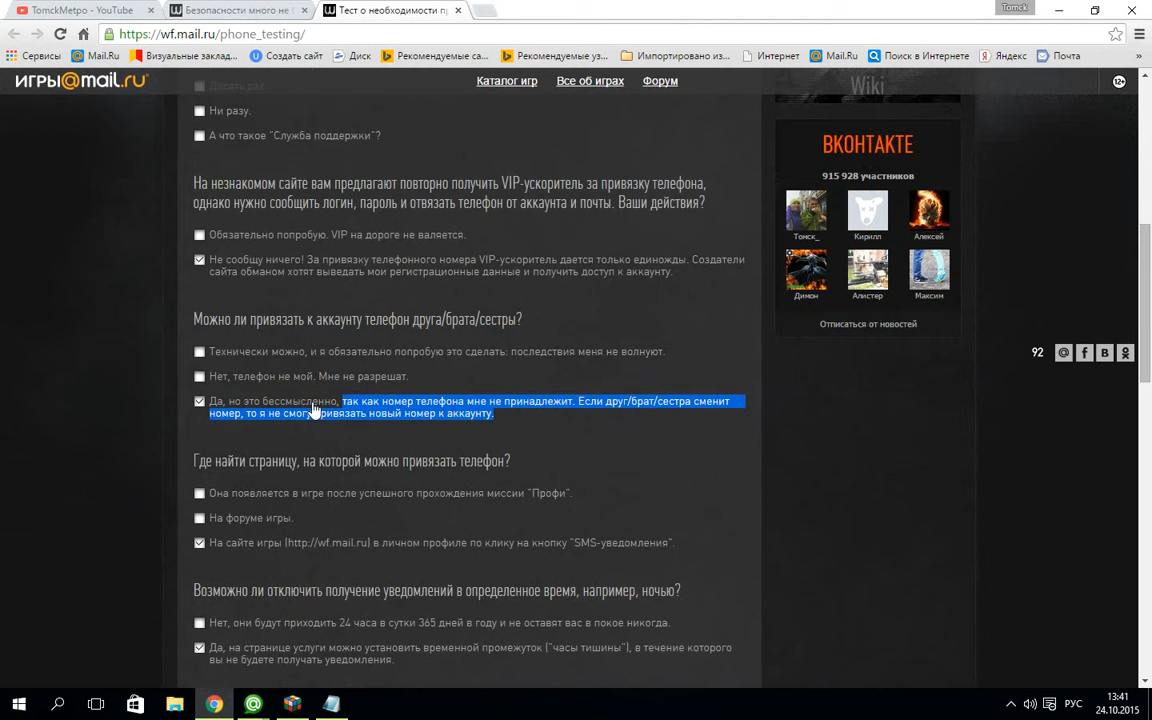 TomckМетро - YouTube
Безопасности много не б
Тест о необходимости п
Tomck
https://wf.mail.ru/phone_testing/
Сервисы
Mail.Ru
Визуальные заклад...
Создать сайт
Диск
Рекомендуемые са...
Рекомендуемые уз...
Импортировано из...
Интернет
Mail.Ru
Поиск в Интернете
Яндекс
Почта
»
ИГРЫ@mail.ru
Каталог игр
Все об играх
Форум
12+
Десять раз.
Ни разу.
А что такое "Служба поддержки"?
На незнакомом сайте вам предлагают повторно получить VIP-ускоритель за привязку телефона,
однако нужно сообщить логин, пароль и отвязать телефон от аккаунта и почты. Ваши действия?
Обязательно попробую. VIP на дороге не валяется.
Не сообщу ничего! За привязку телефонного номера VIP-ускоритель дается только единожды. Создатели
сайта обманом хотят выведать мои регистрационные данные и получить доступ к аккаунту.
Можно ли привязать к аккаунту телефон друга/брата/сестры?
Технически можно, и я обязательно попробую это сделать: последствия меня не волнуют.
Нет, телефон не мой. Мне не разрешат.
Да, но это бессмысленно, так как номер телефона мне не принадлежит. Если друг/брат/сестра сменит
номер, то я не смогу привязать новый номер к аккаунту.
Где найти страницу, на которой можно привязать телефон?
Она появляется в игре после успешного прохождения миссии "Профи".
На форуме игры.
На сайте игры (http://wf.mail.ru) в личном профиле по клику на кнопку "SMS-уведомления".
Возможно ли отключить получение уведомлений в определенное время, например, ночью?
Нет, они будут приходить 24 часа в сутки 365 дней в году и не оставят вас в покое никогда.
Да, на странице услуги можно установить временной промежуток ("часы тишины"), в течение которого
вы не будете получать уведомления.
Wiki
ВКОНТАКТЕ
915 928 участников
Томск_
Кирилл
Алексей
Димон
Алистер
Максим
Отписаться от новостей
92
РУС
13:41
24.10.2015